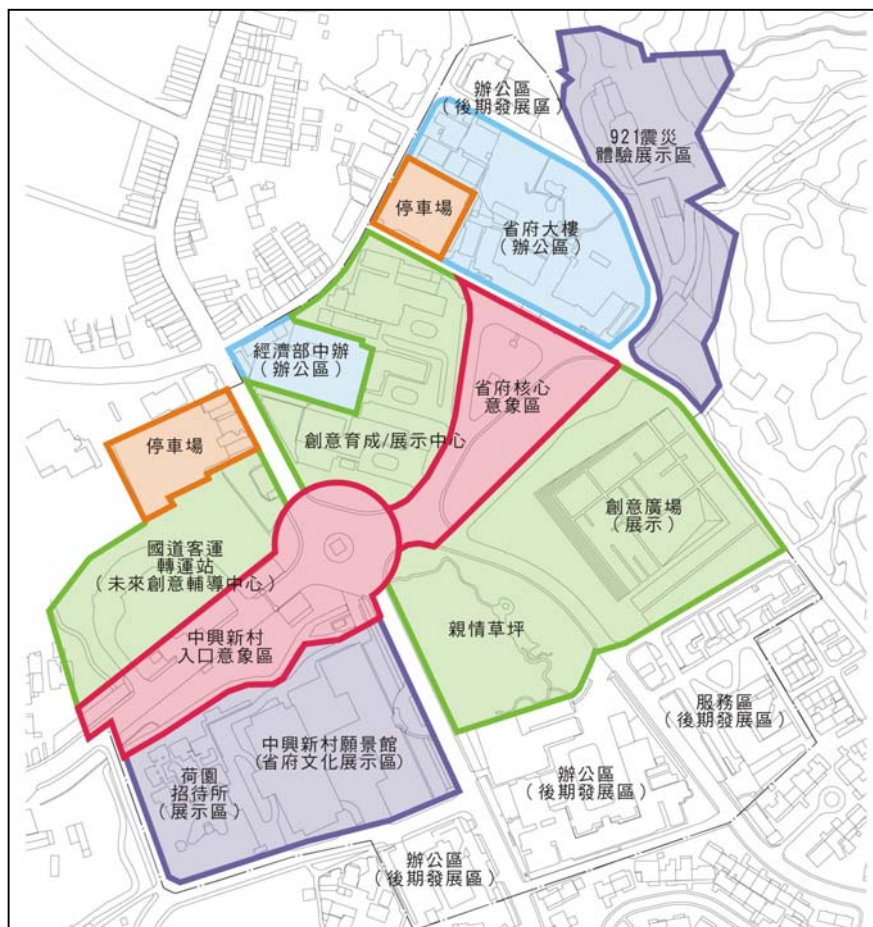 辦公區
(後期發展區)
921震災
體驗展示區
停車場
省府大樓
(辦公區)
經濟部中辦
(辦公區)
省府核心
意象區
創意育成/展示中心
停車場
創意廣場
(展示)
國道客運
轉運站
(未來創意輔導中心)
中興新村
入口意象區
親情草坪
服務區
(後期發展區)
中興新村願景館
(省府文化展示區)
荷園
招待所
(展示區)
辦公區
(後期發展區)
辦公區
(後期發展區)